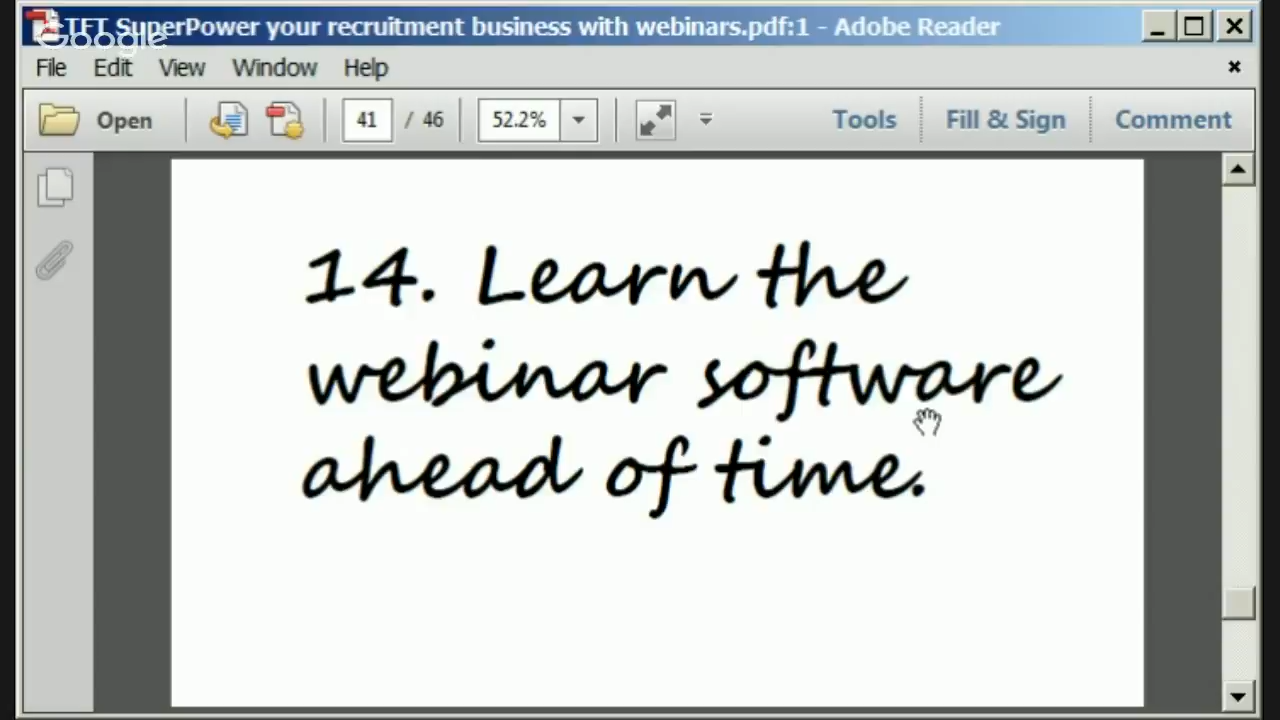 TFT SuperPower your recruitment business with webinars.pdf:1 - Adobe Reader
Google
File Edit View Window Help
Open 41 / 46 52.2% Tools Fill & Sign Comment
14. Learn the
webinar software
ahead of time.